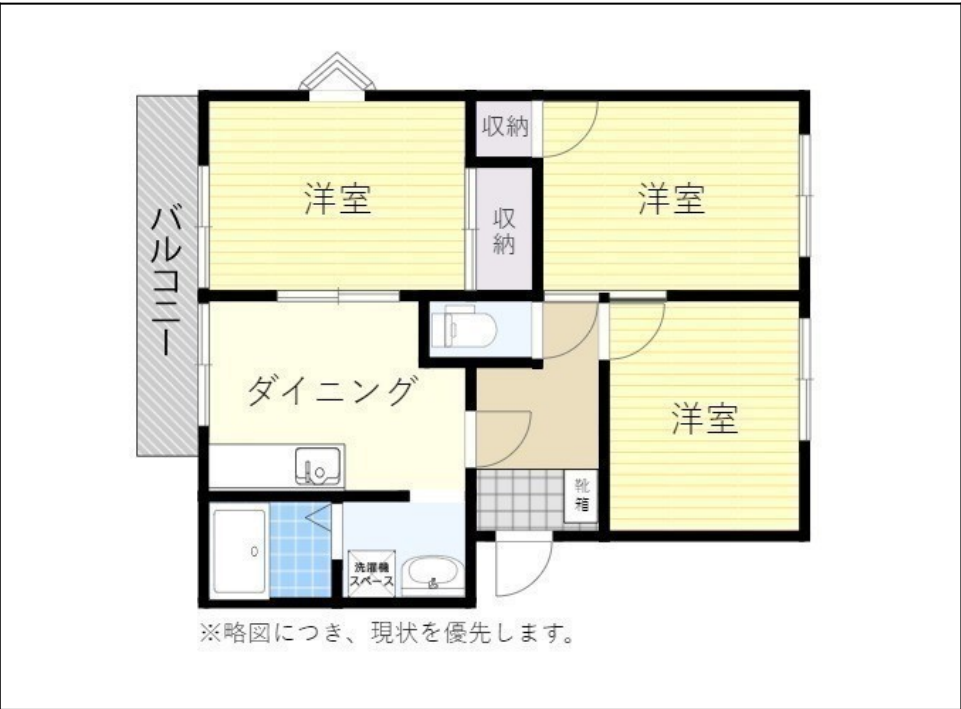 収納
洋室
収納
洋室
バルコニー
ダイニング
洋室
靴箱
洗濯機
スペース
※略図につき、現状を優先します。